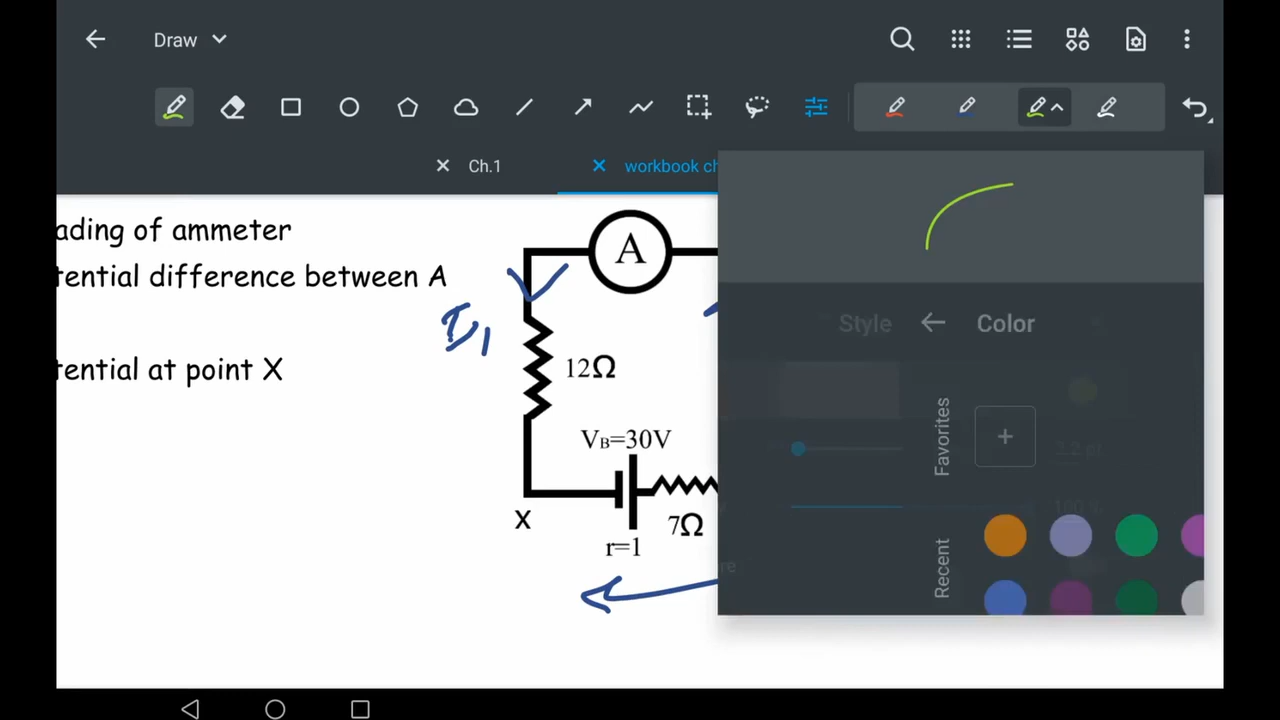 Draw
Ch.1
workbook ch
ading of ammeter
tential difference between A
tential at point X
A
I1
12Ω
VB=30V
X
7Ω
r=1
Style
Color
Favorites
Recent